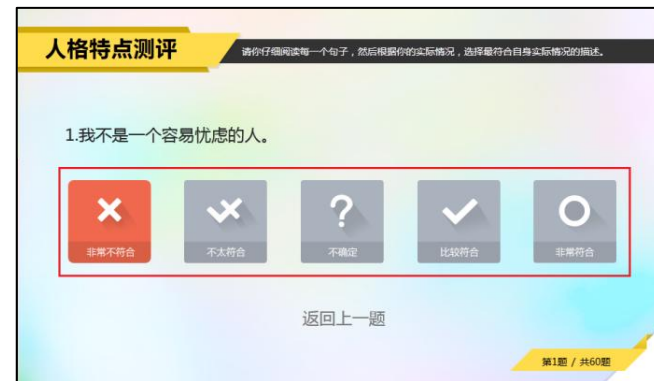 人格特点测评
请你仔细阅读每一个句子，然后根据你的实际情况，选择最符合自身实际情况的描述。
1.我不是一个容易忧虑的人。
非常不符合
不太符合
不确定
比较符合
非常符合
返回上一题
第1题 / 共60题